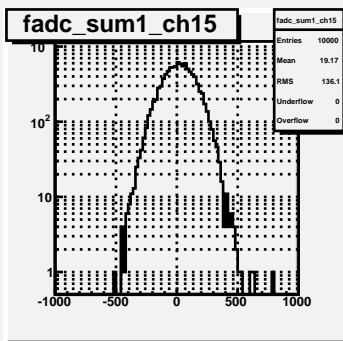 fadc_sum1_ch15
fadc_sum1_ch15
Entries 10000
Mean 19.17
RMS 136.1
Underflow 0
Overflow 0
10
10²
10
1
-1000 -500 0 500 1000